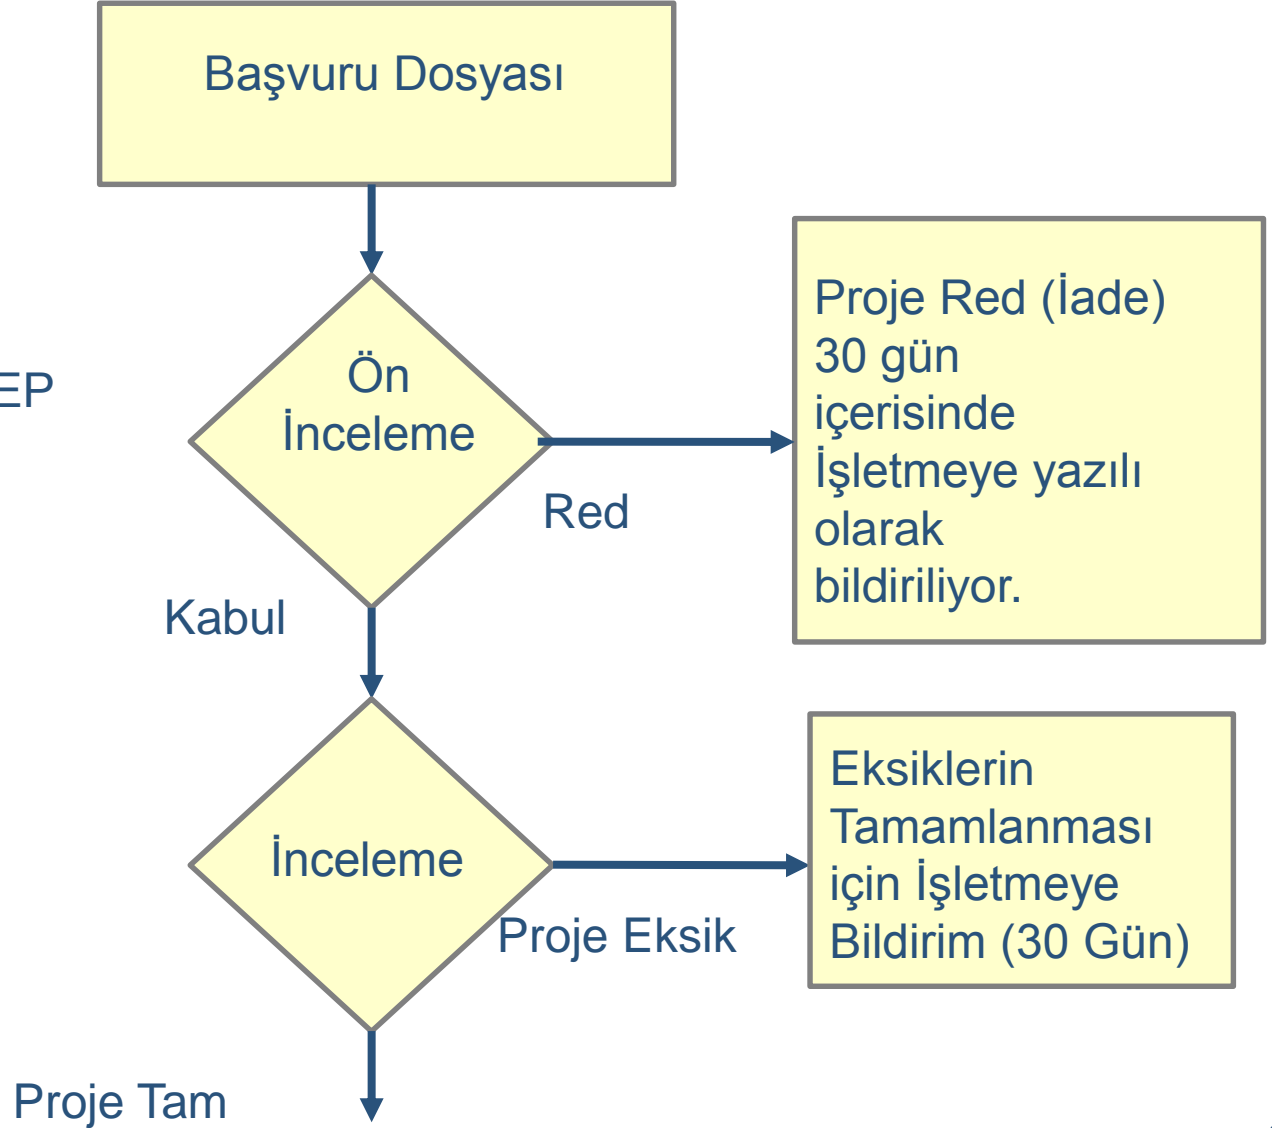 Başvuru Dosyası
Ön
İnceleme
EP
Red
Proje Red (İade)
30 gün
içerisinde
İşletmeye yazılı
olarak
bildiriliyor.
Kabul
İnceleme
Proje Eksik
Eksiklerin
Tamamlanması
için İşletmeye
Bildirim (30 Gün)
Proje Tam